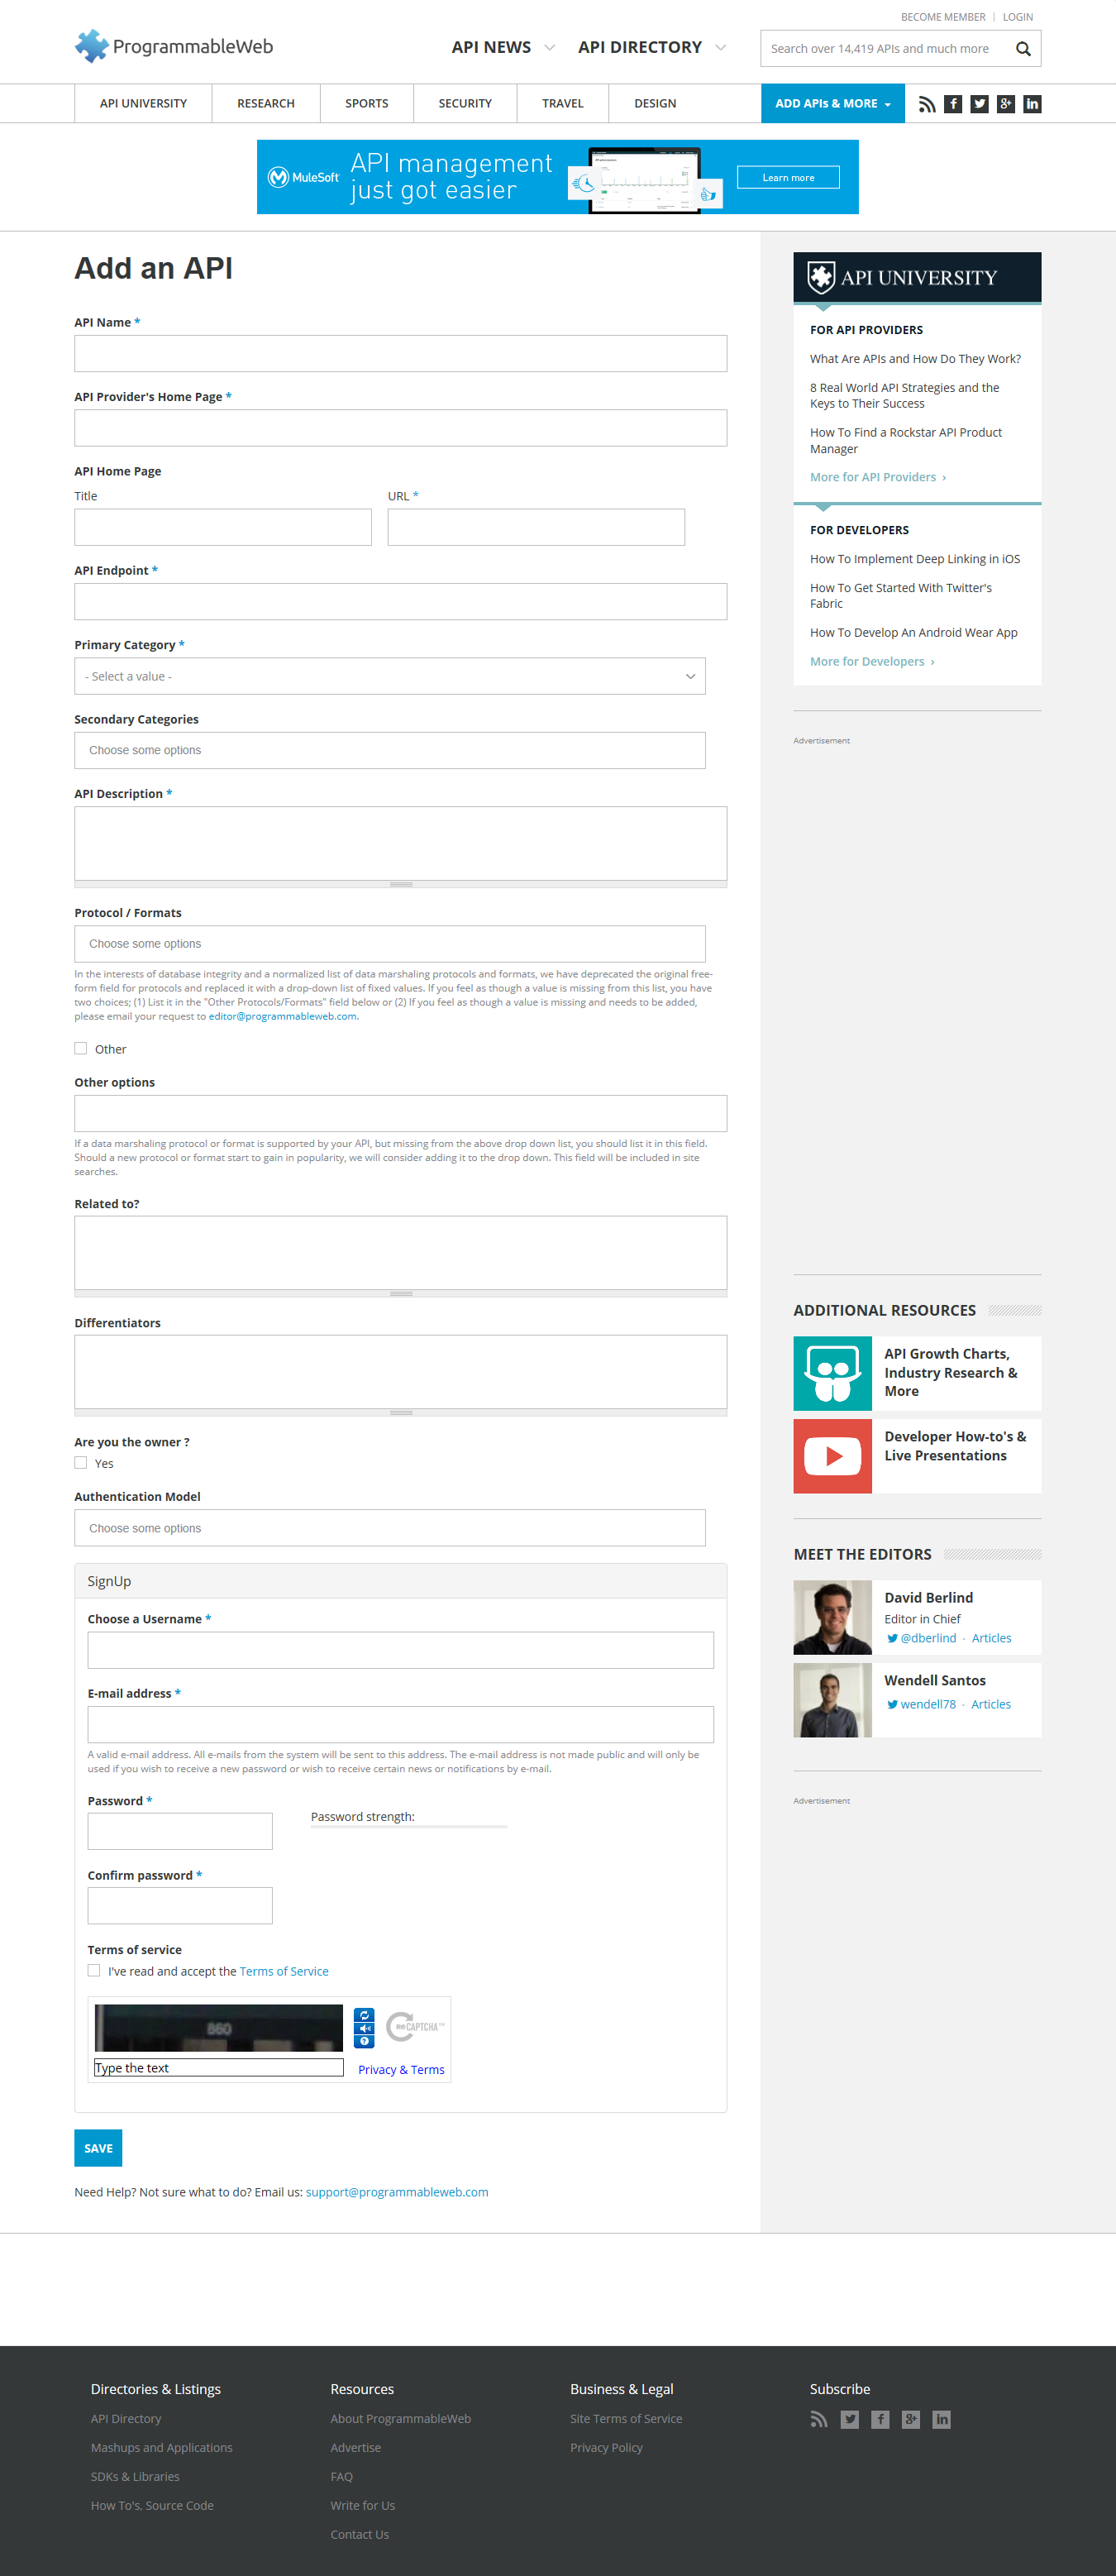 BECOME MEMBER | LOGIN
ProgrammableWeb
API NEWS
API DIRECTORY
Search over 14,419 APIs and much more
API UNIVERSITY
RESEARCH
SPORTS
SECURITY
TRAVEL
DESIGN
ADD APIs & MORE
MuleSoft
API management
just got easier
Learn more
Add an API
API Name *
API Provider's Home Page *
API Home Page
Title
URL *
API Endpoint *
Primary Category *
- Select a value -
Secondary Categories
Choose some options
API Description *
Protocol / Formats
Choose some options
In the interests of database integrity and a normalized list of data marshaling protocols and formats, we have deprecated the original free-
form field for protocols and replaced it with a drop-down list of fixed values. If you feel as though a value is missing from this list, you have
two choices; (1) List it in the "Other Protocols/Formats" field below or (2) If you feel as though a value is missing and needs to be added,
please email your request to editor@programmableweb.com.
Other
Other options
If a data marshaling protocol or format is supported by your API, but missing from the above drop down list, you should list it in this field.
Should a new protocol or format start to gain in popularity, we will consider adding it to the drop down. This field will be included in site
searches.
Related to?
Differentiators
Are you the owner ?
Yes
Authentication Model
Choose some options
SignUp
Choose a Username *
E-mail address *
A valid e-mail address. All e-mails from the system will be sent to this address. The e-mail address is not made public and will only be
used if you wish to receive a new password or wish to receive certain news or notifications by e-mail.
Password *
Password strength:
Confirm password *
Terms of service
I've read and accept the Terms of Service
860
reCAPTCHA™
Type the text
Privacy & Terms
SAVE
Need Help? Not sure what to do? Email us: support@programmableweb.com
API UNIVERSITY
FOR API PROVIDERS
What Are APIs and How Do They Work?
8 Real World API Strategies and the
Keys to Their Success
How To Find a Rockstar API Product
Manager
More for API Providers ›
FOR DEVELOPERS
How To Implement Deep Linking in iOS
How To Get Started With Twitter's
Fabric
How To Develop An Android Wear App
More for Developers ›
Advertisement
ADDITIONAL RESOURCES
API Growth Charts,
Industry Research &
More
Developer How-to's &
Live Presentations
MEET THE EDITORS
David Berlind
Editor in Chief
@dberlind · Articles
Wendell Santos
wendell78 · Articles
Advertisement
Directories & Listings
API Directory
Mashups and Applications
SDKs & Libraries
How To's, Source Code
Resources
About ProgrammableWeb
Advertise
FAQ
Write for Us
Contact Us
Business & Legal
Site Terms of Service
Privacy Policy
Subscribe